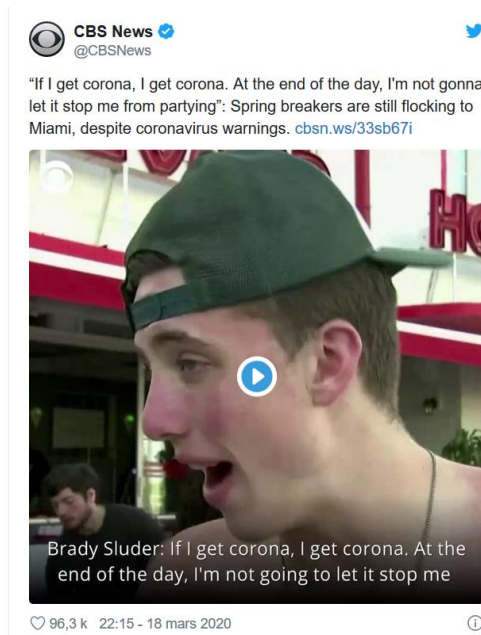 CBS News
@CBSNews
“If I get corona, I get corona. At the end of the day, I'm not gonna
let it stop me from partying”: Spring breakers are still flocking to
Miami, despite coronavirus warnings. cbsn.ws/33sb67i
HO
Brady Sluder: If I get corona, I get corona. At the
end of the day, I'm not going to let it stop me
96,3 k 22:15 - 18 mars 2020